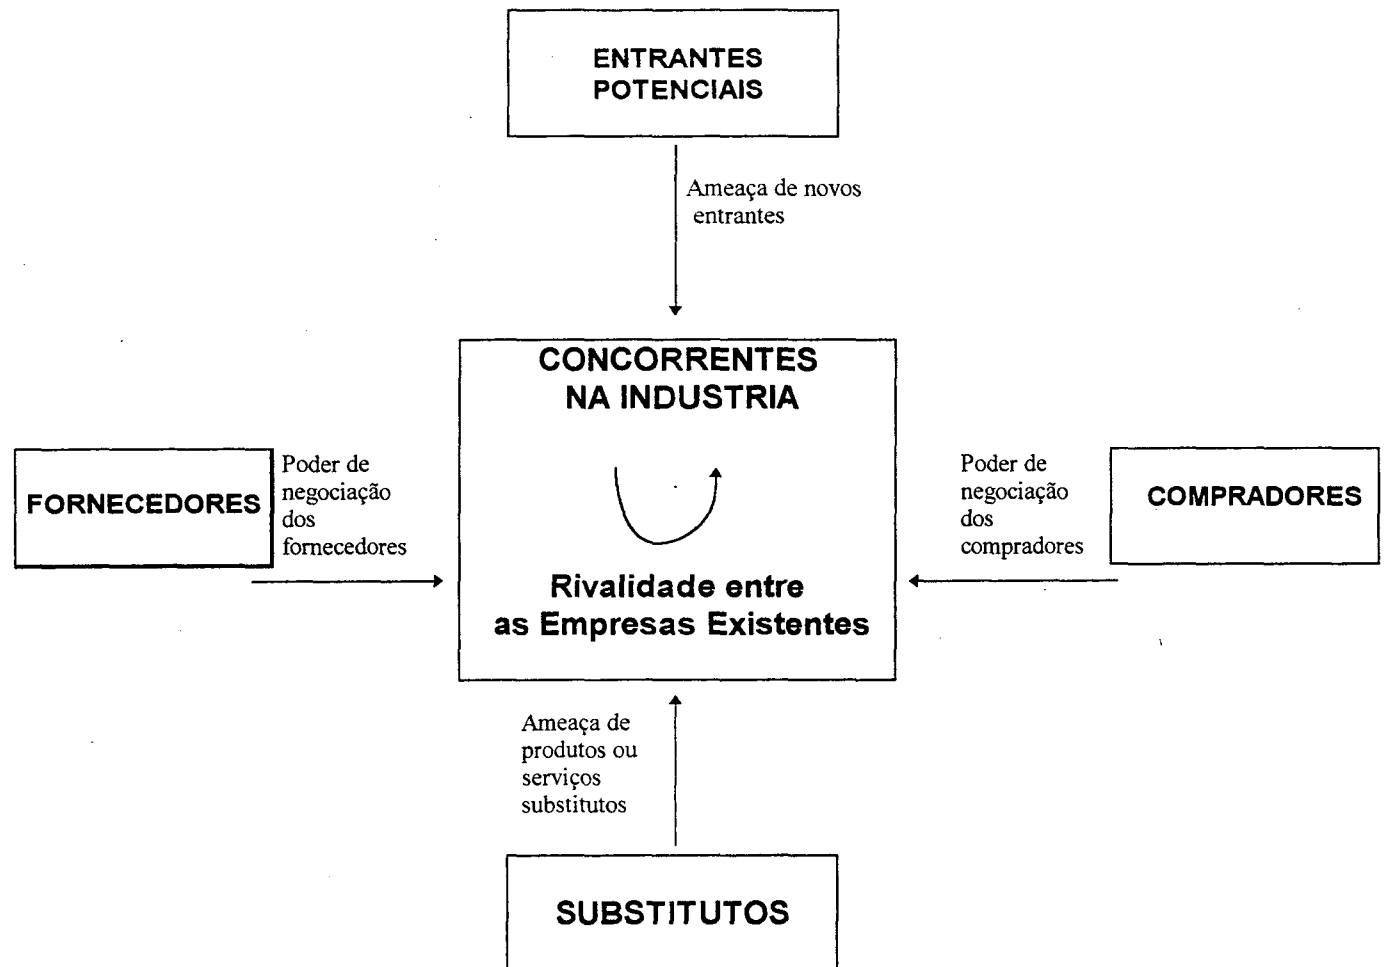 ENTRANTES
POTENCIAIS
Ameaça de novos
entrantes
CONCORRENTES
NA INDUSTRIA
FORNECEDORES
Poder de
negociação
dos
fornecedores
Poder de
negociação
dos
compradores
COMPRADORES
Rivalidade entre
as Empresas Existentes
Ameaça de
produtos ou
serviços
substitutos
SUBSTITUTOS